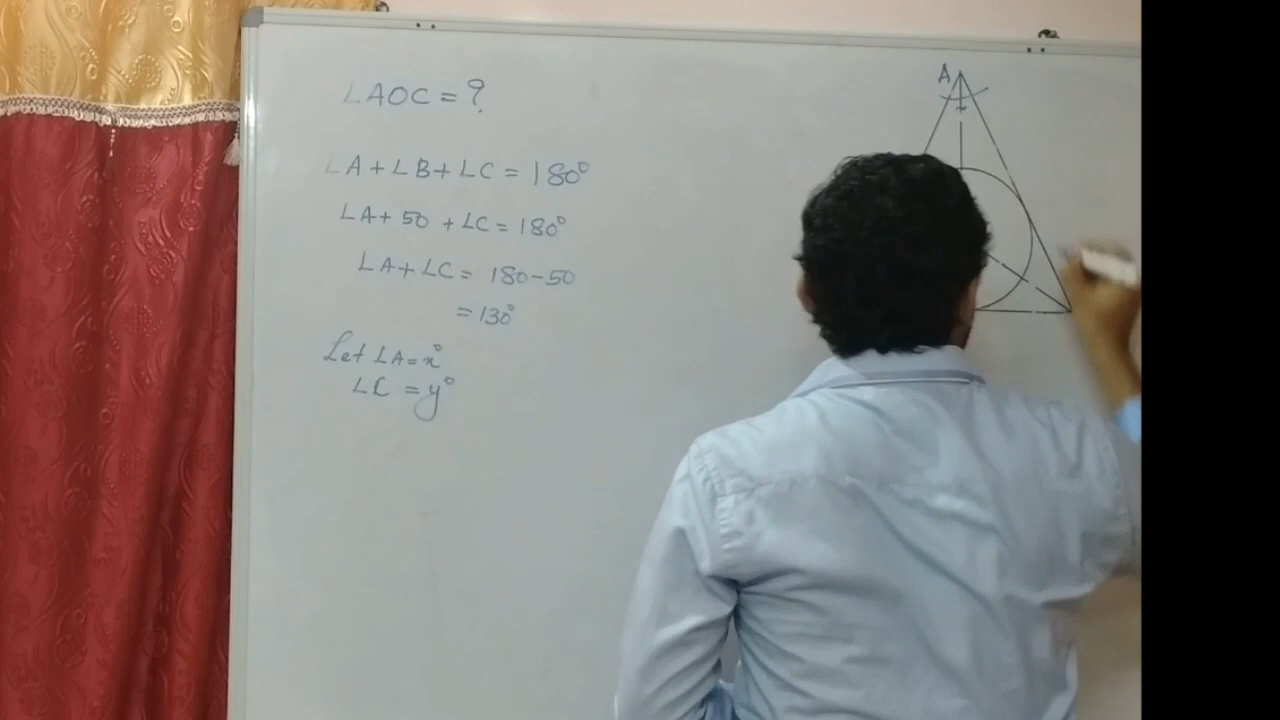 ∠AOC = ?
∠A + ∠B + ∠C = 180°
∠A + 50 + ∠C = 180°
∠A + ∠C = 180 - 50
= 130°
Let ∠A = x°
∠C = y°
A